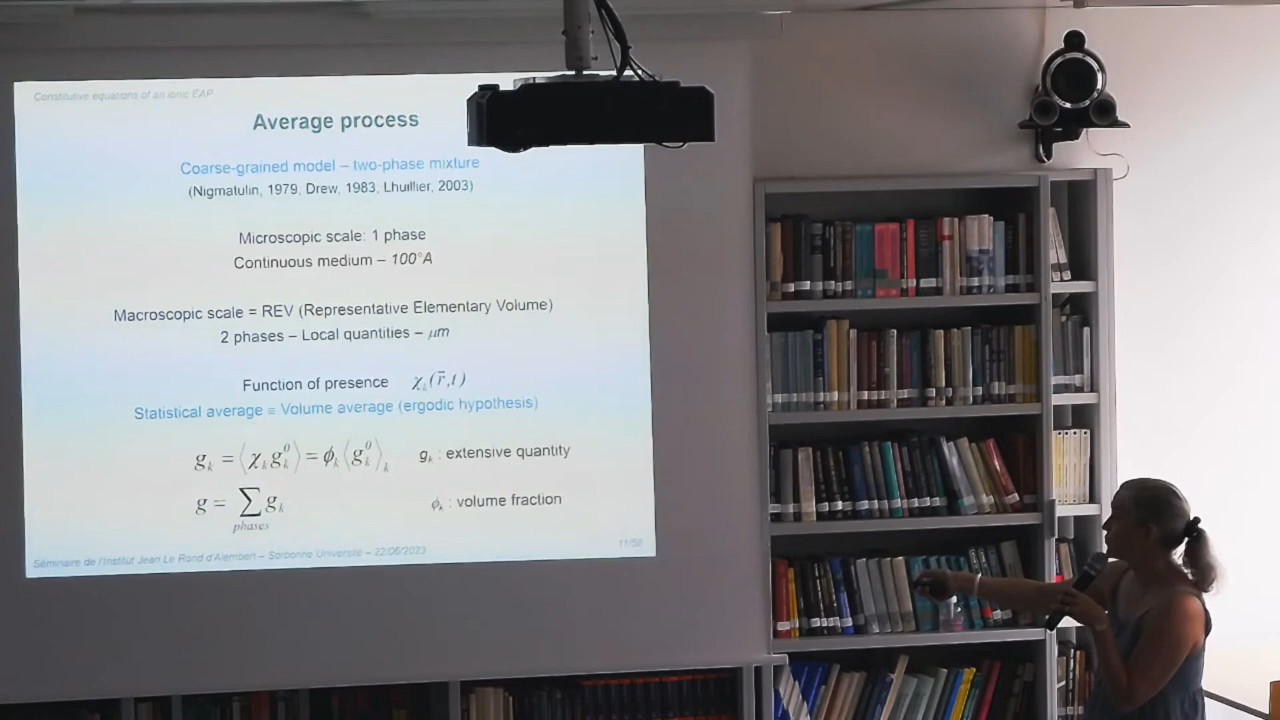 Constitutive equations of an ionic EAP
Average process
Coarse-grained model – two-phase mixture
(Nigmatulin, 1979, Drew, 1983, Lhuillier, 2003)
Microscopic scale: 1 phase
Continuous medium – 100°A
Macroscopic scale = REV (Representative Elementary Volume)
2 phases – Local quantities – μm
Function of presence χₖ(r̄,t)
Statistical average ≡ Volume average (ergodic hypothesis)
gₖ = ⟨χₖ gₖ⁰⟩ = ϕₖ ⟨gₖ⁰⟩ₖ gₖ : extensive quantity
g = ∑ gₖ ϕₖ : volume fraction
phases
Séminaire de l'Institut Jean Le Rond d'Alembert – Sorbonne Université – 22/06/2023
11/50